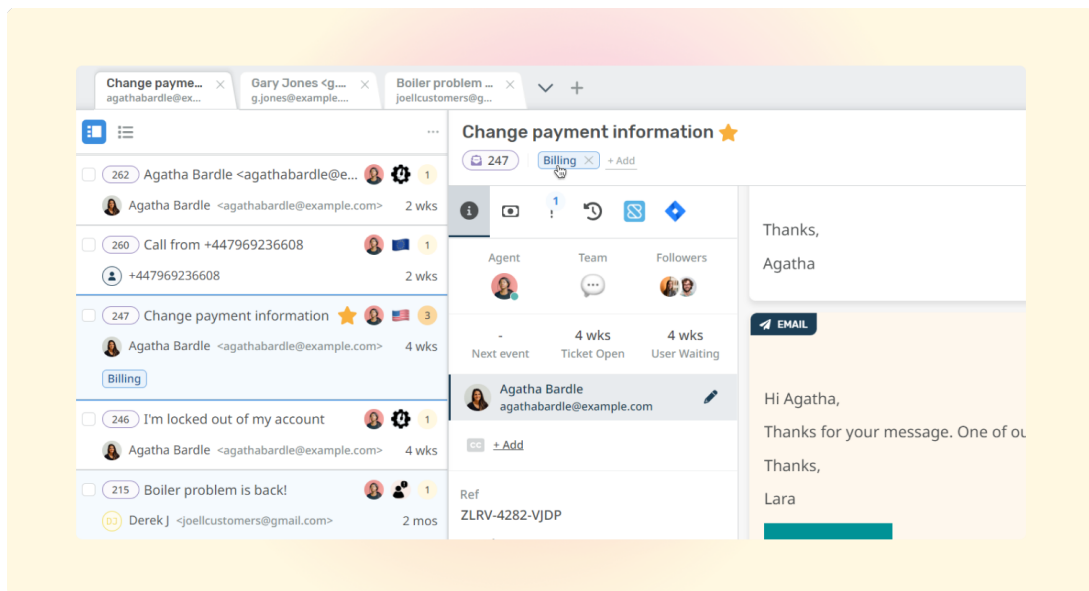 Change payme...
agathabardle@ex...
Gary Jones <g....
g.jones@example....
Boiler problem ...
joellcustomers@g...
262 Agatha Bardle <agathabardle@e... 1
Agatha Bardle <agathabardle@example.com> 2 wks
260 Call from +447969236608 1
+447969236608 2 wks
247 Change payment information 3
Agatha Bardle <agathabardle@example.com> 4 wks
Billing
246 I'm locked out of my account 1
Agatha Bardle <agathabardle@example.com> 4 wks
215 Boiler problem is back! 1
DJ Derek J <joellcustomers@gmail.com> 2 mos
Change payment information
247 Billing + Add
1
Agent Team Followers
- 4 wks 4 wks
Next event Ticket Open User Waiting
Agatha Bardle
agathabardle@example.com
CC + Add
Ref
ZLRV-4282-VJDP
Thanks,
Agatha
EMAIL
Hi Agatha,
Thanks for your message. One of ou
Thanks,
Lara